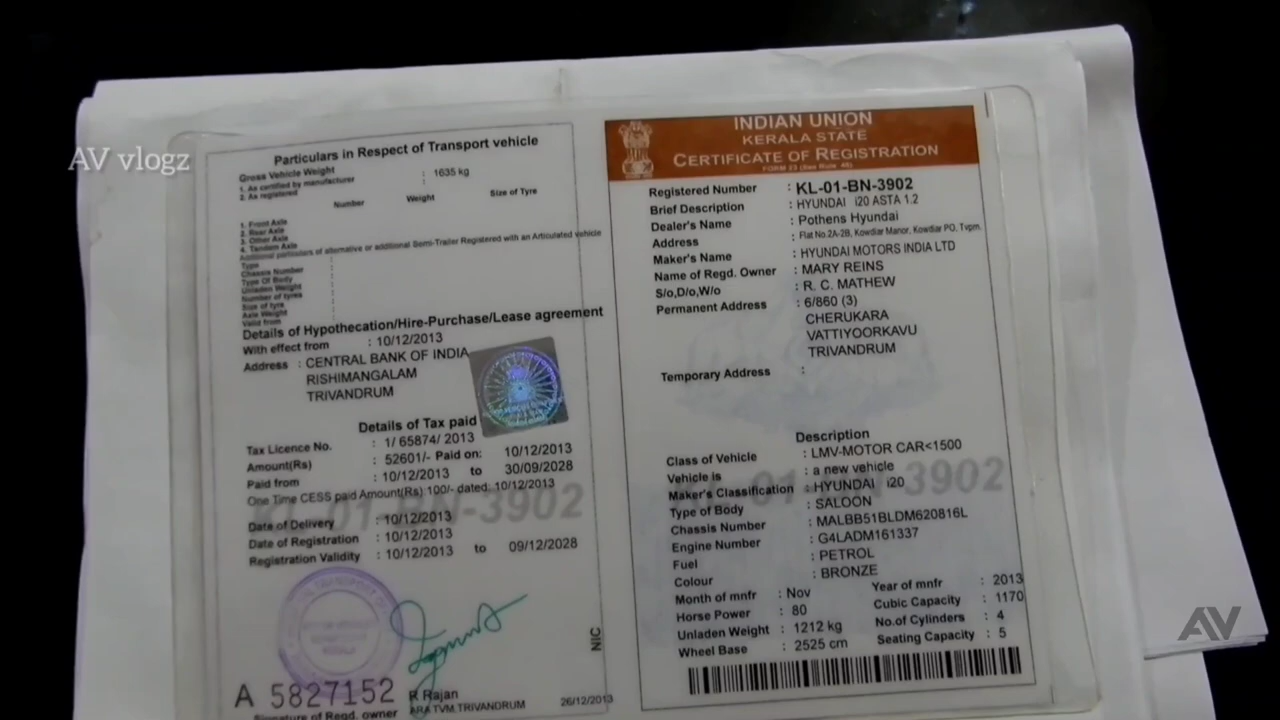 AV vlogz
Particulars in Respect of Transport vehicle
Gross Vehicle Weight : 1635 kg
1. As certified by manufacturer :
2. As registered
Number Weight Size of Tyre
1. Front Axle
2. Rear Axle
3. Other Axle
4. Tandem Axle
Additional particulars of alternative or additional Semi-Trailer Registered with an Articulated vehicle
Type :
Chassis Number :
Type Of Body :
Unladen Weight :
Number of tyres :
Size of tyre :
Axle Weight :
Valid from :
Details of Hypothecation/Hire-Purchase/Lease agreement
With effect from : 10/12/2013
Address : CENTRAL BANK OF INDIA
RISHIMANGALAM
TRIVANDRUM
Details of Tax paid
Tax Licence No. : 1/ 65874/ 2013
Amount(Rs) : 52601/- Paid on: 10/12/2013
Paid from : 10/12/2013 to 30/09/2028
One Time CESS paid Amount(Rs):100/- dated: 10/12/2013
KL-01-BN-3902
Date of Delivery : 10/12/2013
Date of Registration : 10/12/2013
Registration Validity : 10/12/2013 to 09/12/2028
NIC
A 5827152
R Rajan
ARA TVM,TRIVANDRUM
26/12/2013
Signature of Regd. owner
INDIAN UNION
KERALA STATE
CERTIFICATE OF REGISTRATION
FORM 23 (See Rule 48)
Registered Number : KL-01-BN-3902
Brief Description : HYUNDAI i20 ASTA 1.2
Dealer's Name : Pothens Hyundai
Address : Flat No.2A-2B, Kowdiar Manor, Kowdiar PO, Tvpm.
Maker's Name : HYUNDAI MOTORS INDIA LTD
Name of Regd. Owner : MARY REINS
S/o,D/o,W/o : R. C. MATHEW
Permanent Address : 6/860 (3)
CHERUKARA
VATTIYOORKAVU
TRIVANDRUM
Temporary Address :
Description
Class of Vehicle : LMV-MOTOR CAR<1500
Vehicle is : a new vehicle
Maker's Classification : HYUNDAI i20
Type of Body : SALOON
Chassis Number : MALBB51BLDM620816L
Engine Number : G4LADM161337
Fuel : PETROL
Colour : BRONZE
Month of mnfr : Nov Year of mnfr : 2013
Horse Power : 80 Cubic Capacity : 1170
Unladen Weight : 1212 kg No.of Cylinders : 4
Wheel Base : 2525 cm Seating Capacity : 5
AV